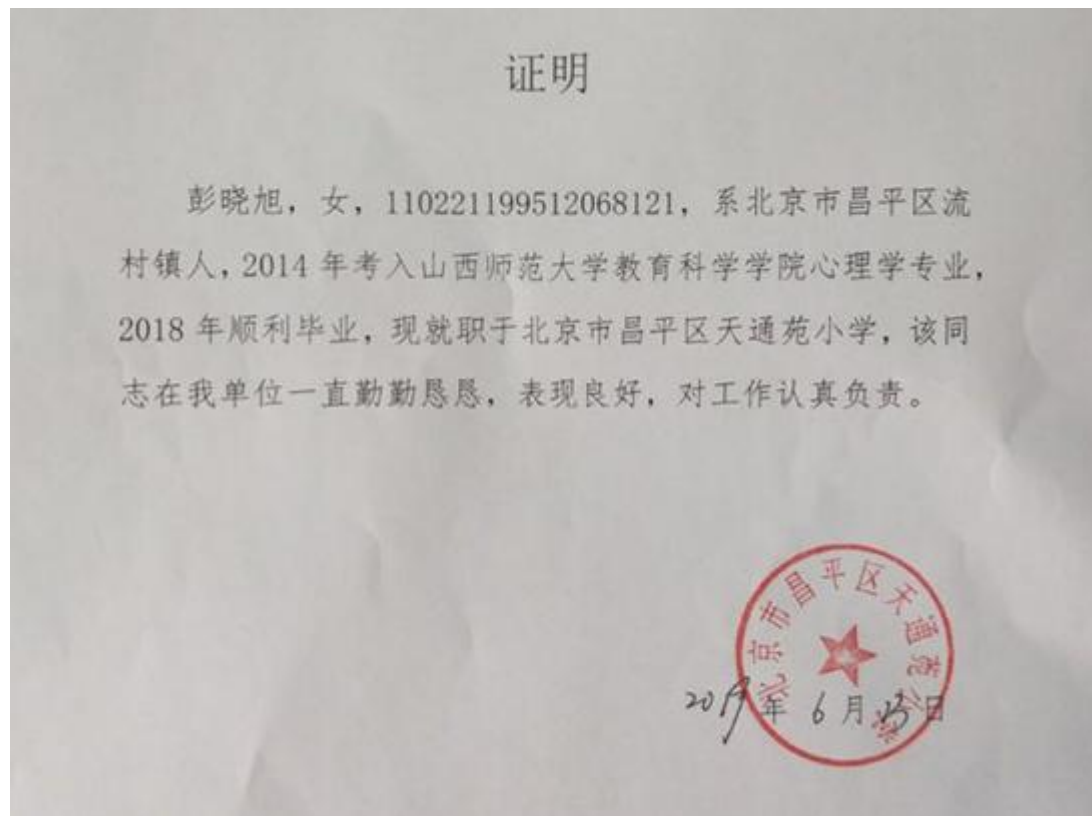 证明
彭晓旭，女，110221199512068121，系北京市昌平区流
村镇人，2014 年考入山西师范大学教育科学学院心理学专业，
2018 年顺利毕业，现就职于北京市昌平区天通苑小学，该同
志在我单位一直勤勤恳恳，表现良好，对工作认真负责。
北京市昌平区天通苑小学
2019 年 6 月 日